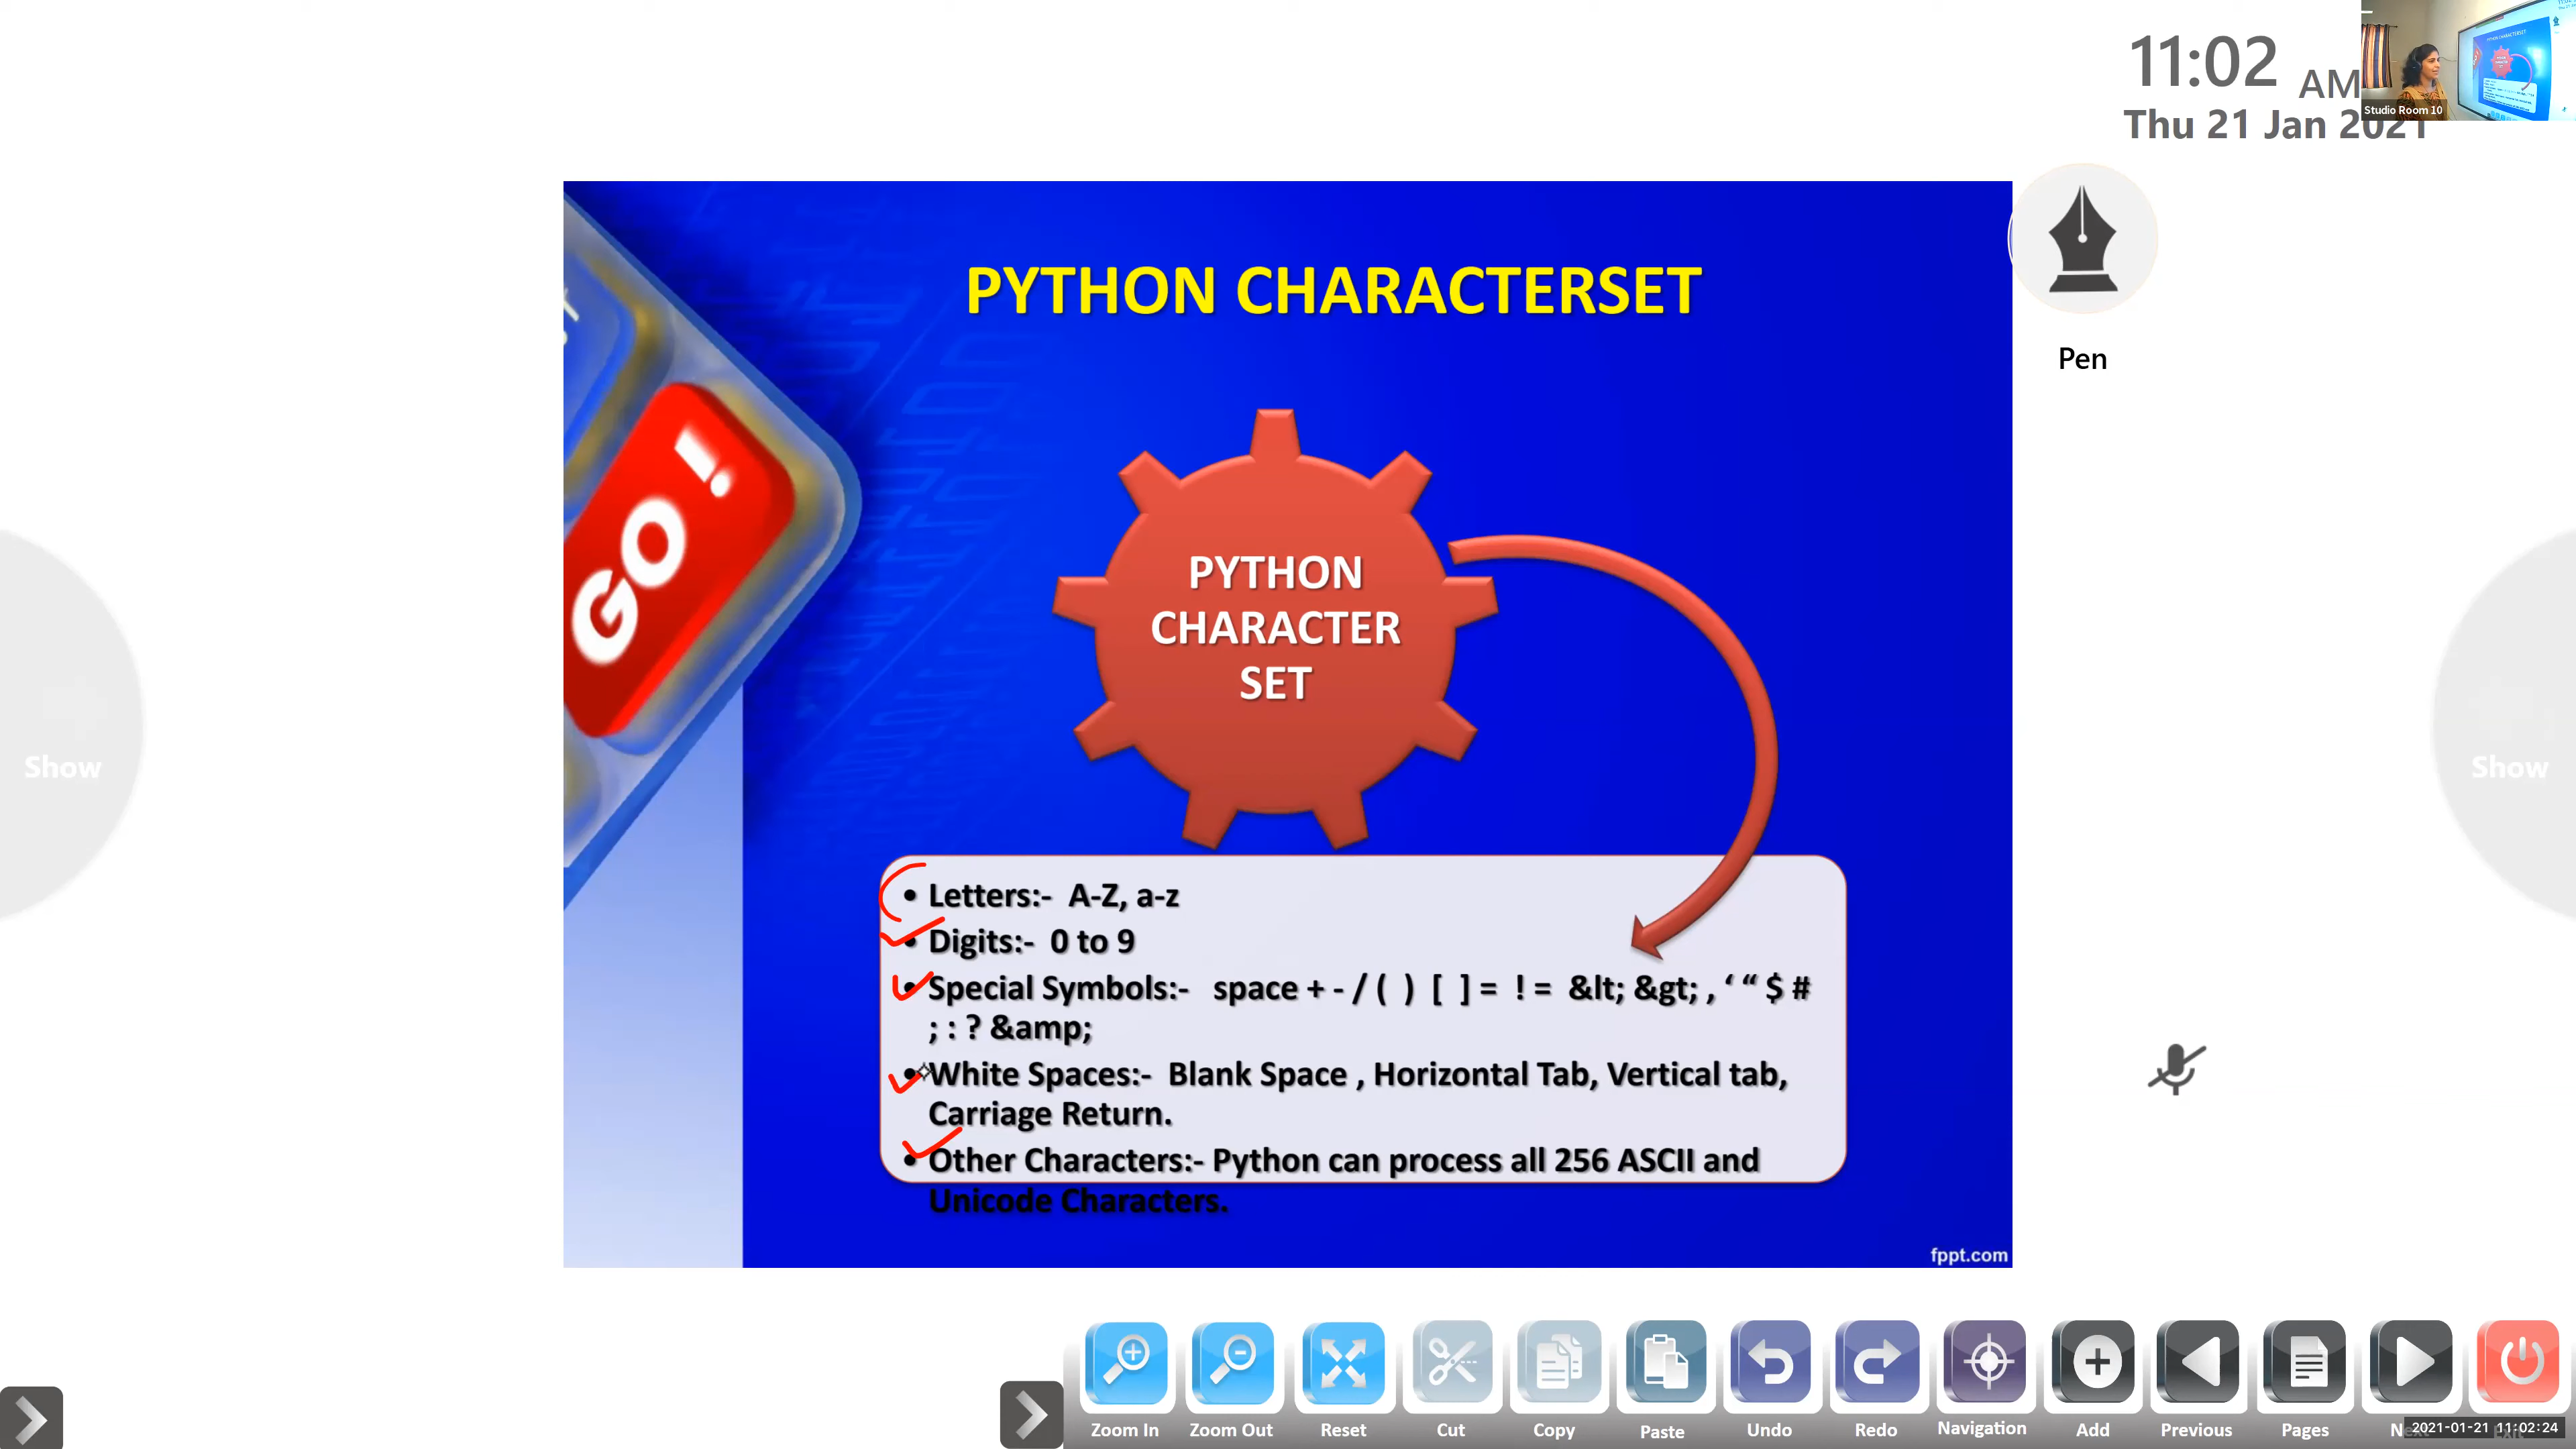 11:02 AM
Thu 21 Jan 2021
Studio Room 10
PYTHON CHARACTERSET
Pen
GO!
PYTHON
CHARACTER
SET
Show
Show
• Letters:- A-Z, a-z
• Digits:- 0 to 9
• Special Symbols:- space + - / ( ) [ ] = ! = &lt; &gt; , ‘ “ $ #
; : ? &amp;
• White Spaces:- Blank Space , Horizontal Tab, Vertical tab,
Carriage Return.
• Other Characters:- Python can process all 256 ASCII and
Unicode Characters.
fppt.com
Zoom In Zoom Out Reset Cut Copy Paste Undo Redo Navigation Add Previous Pages
2021-01-21 11:02:24